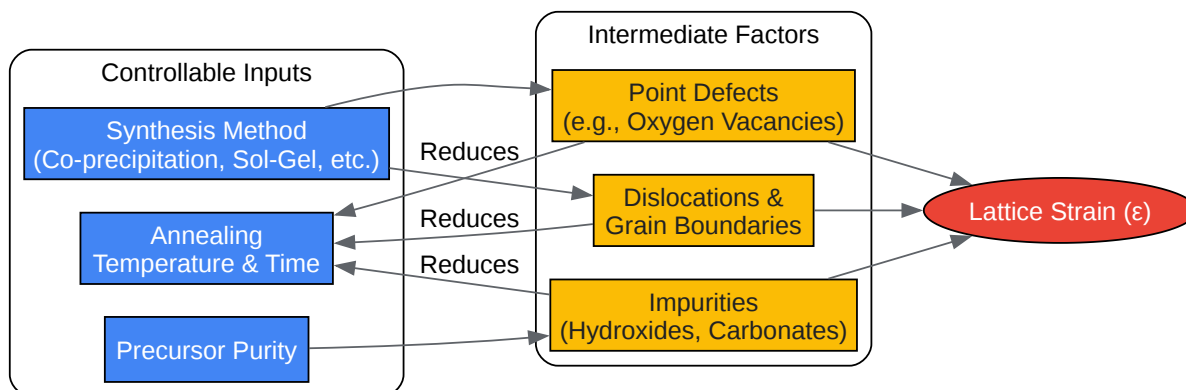 Controllable Inputs
Synthesis Method
(Co-precipitation, Sol-Gel, etc.)
Annealing
Temperature & Time
Precursor Purity
Reduces
Reduces
Reduces
Intermediate Factors
Point Defects
(e.g., Oxygen Vacancies)
Dislocations &
Grain Boundaries
Impurities
(Hydroxides, Carbonates)
Lattice Strain (ε)